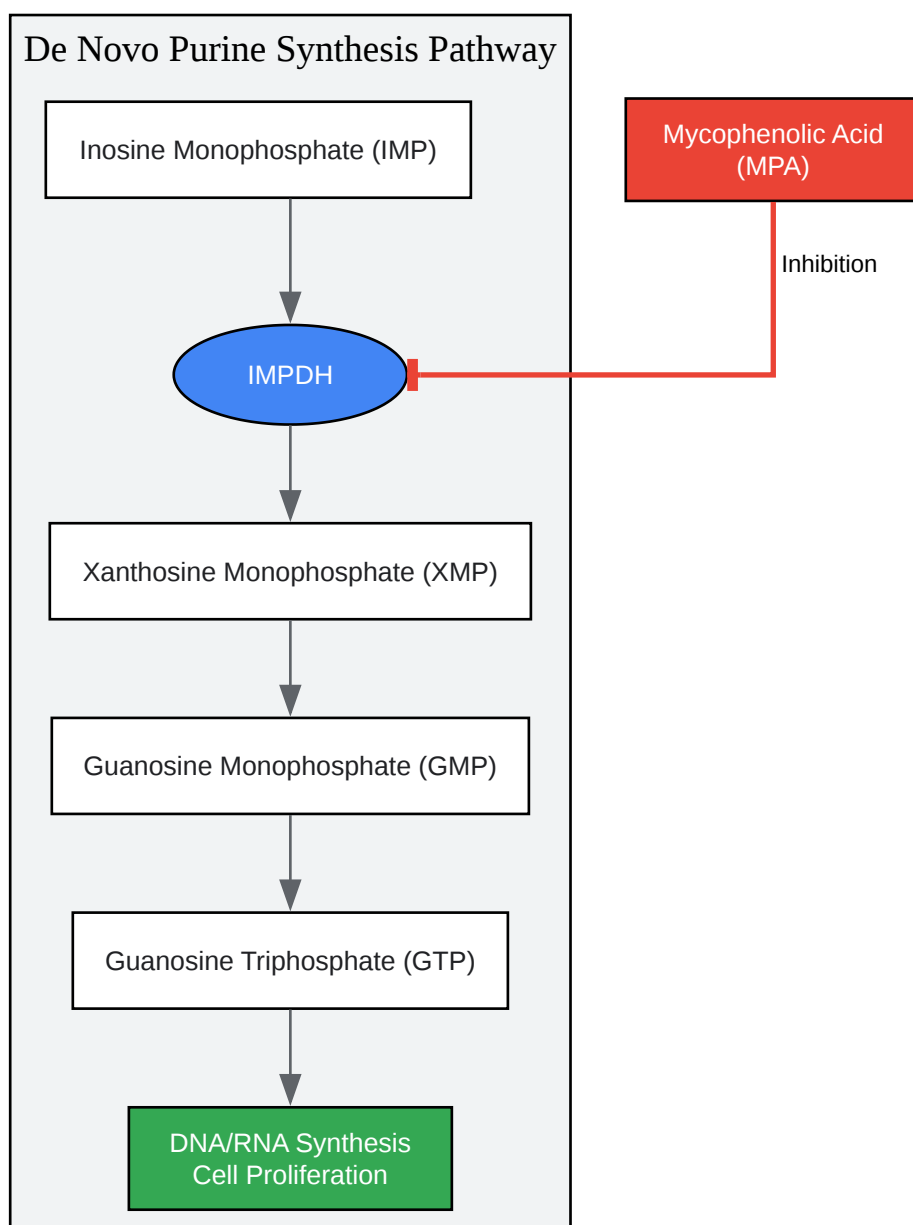 De Novo Purine Synthesis Pathway
Inosine Monophosphate (IMP)
Mycophenolic Acid
(MPA)
Inhibition
IMPDH
Xanthosine Monophosphate (XMP)
Guanosine Monophosphate (GMP)
Guanosine Triphosphate (GTP)
DNA/RNA Synthesis
Cell Proliferation